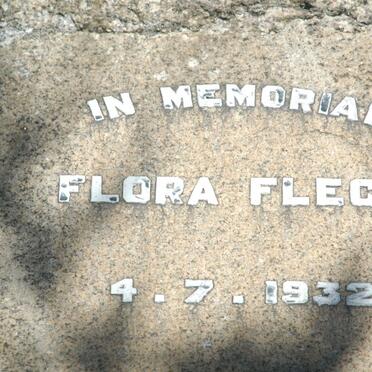 IN MEMORIA
FLORA FLEC
4.7.1932